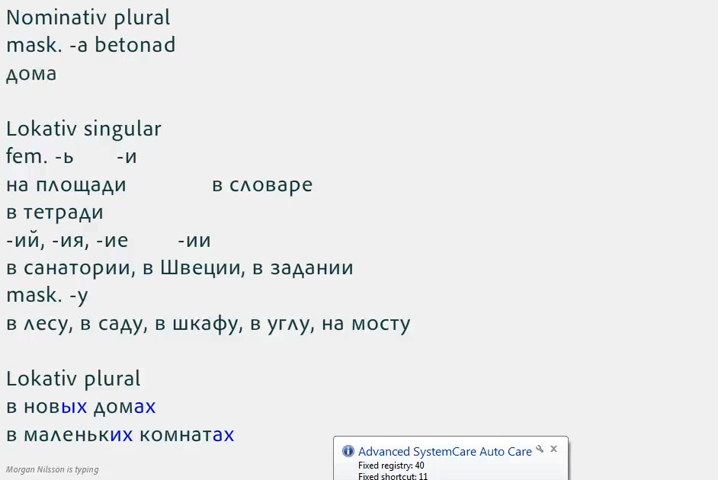 Nominativ plural
mask. -a betonad
дома
Lokativ singular
fem. -ь -и
на площади в словаре
в тетради
-ий, -ия, -ие -ии
в санатории, в Швеции, в задании
mask. -у
в лесу, в саду, в шкафу, в углу, на мосту
Lokativ plural
в новых домах
в маленьких комнатах
Morgan Nilsson is typing
Advanced SystemCare Auto Care
Fixed registry: 40
Fixed shortcut: 11